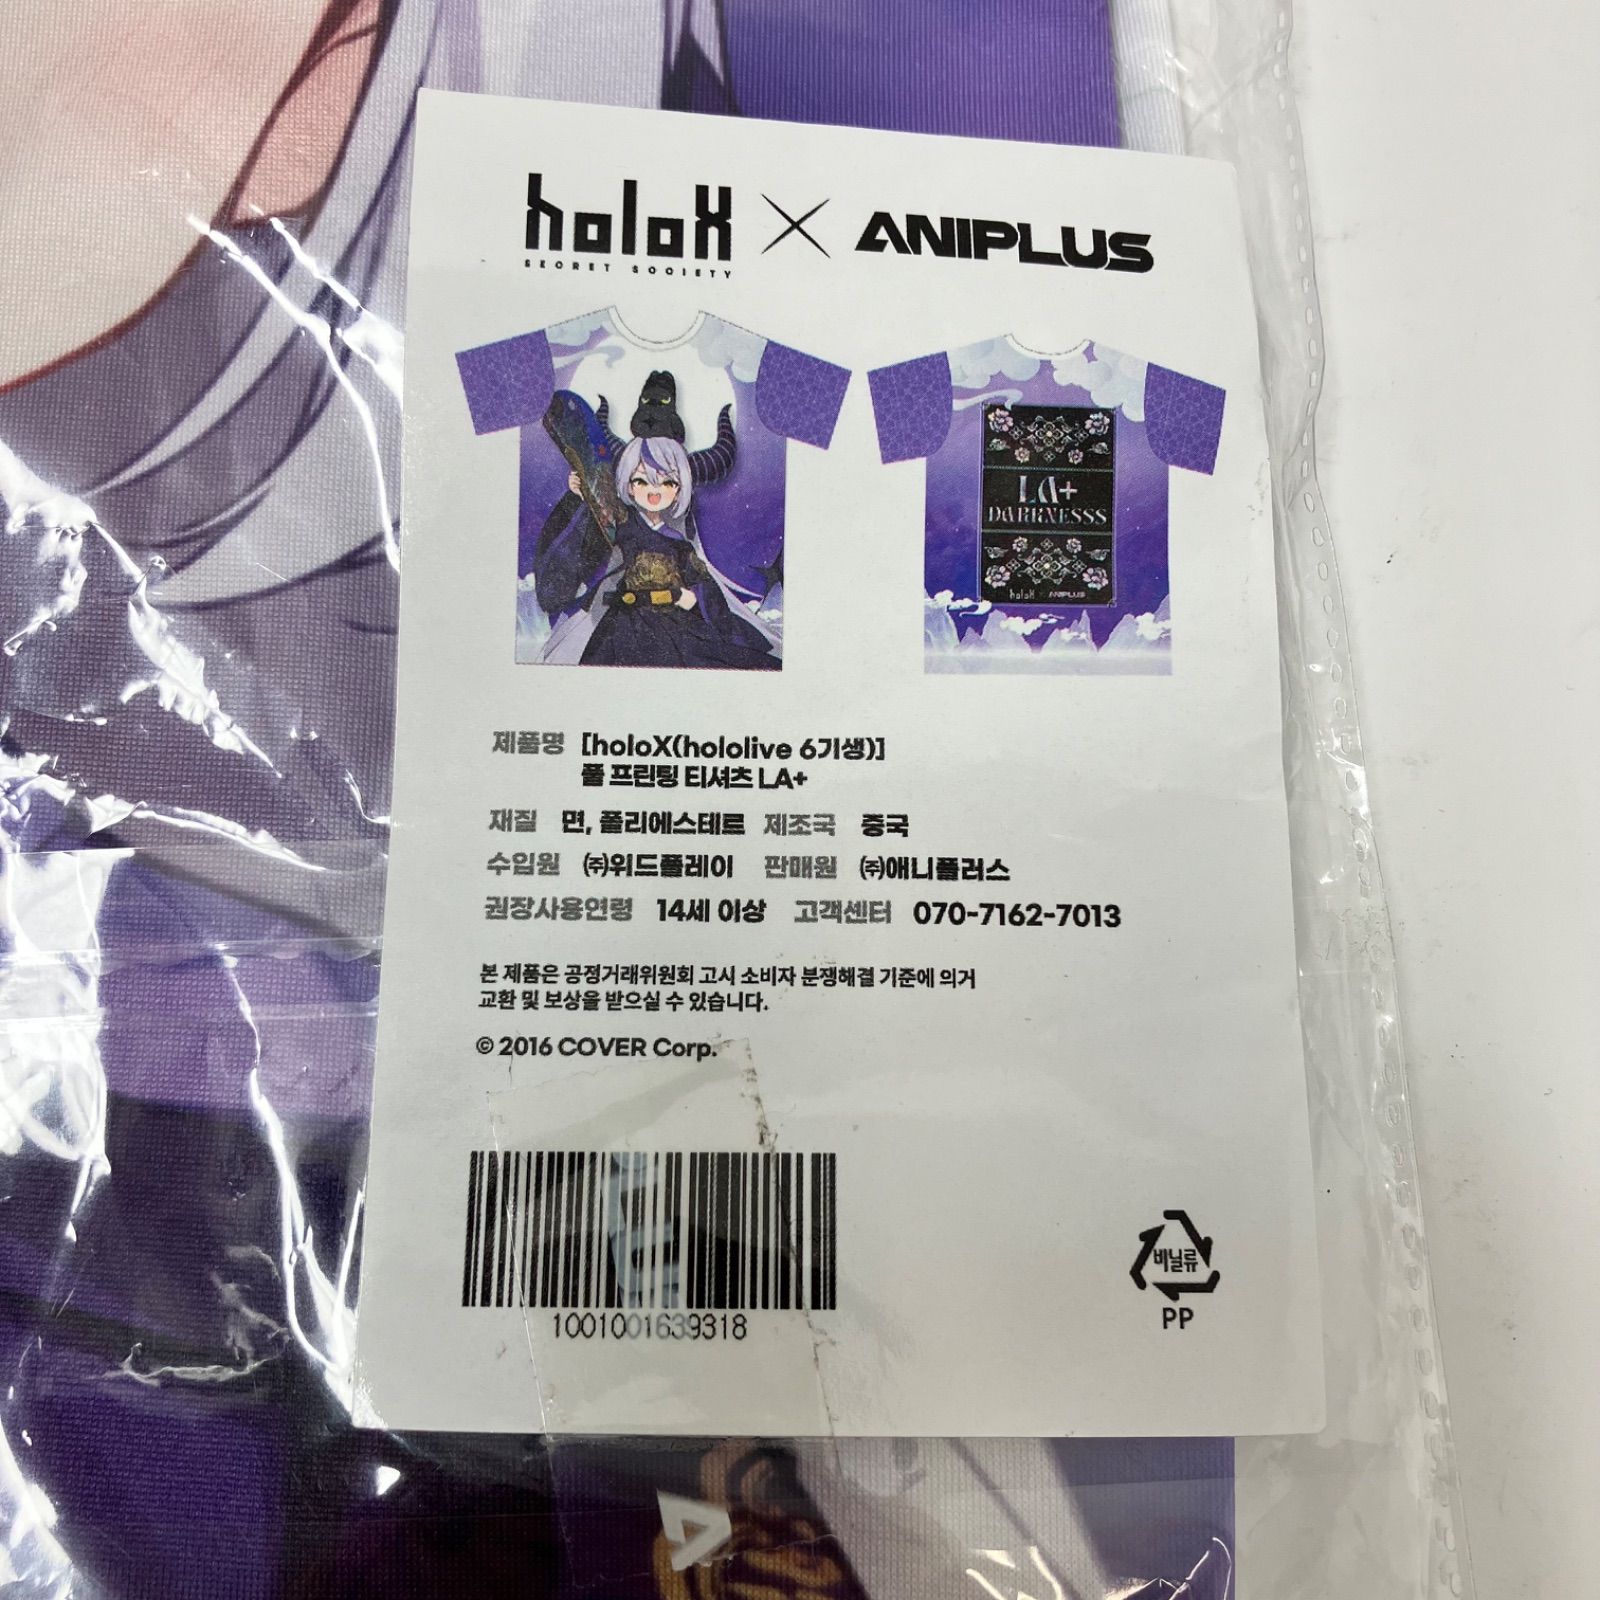 holoX × ANIPLUS
SECRET SOCIETY
LA+
DARKNESSS
holoX × ANIPLUS
제품명 [holoX(hololive 6기생)]
풀 프린팅 티셔츠 LA+
재질 면, 폴리에스테르 제조국 중국
수입원 ㈜위드플레이 판매원 ㈜애니플러스
권장사용연령 14세 이상 고객센터 070-7162-7013
본 제품은 공정거래위원회 고시 소비자 분쟁해결 기준에 의거
교환 및 보상을 받으실 수 있습니다.
© 2016 COVER Corp.
1001001639318
비닐류
PP